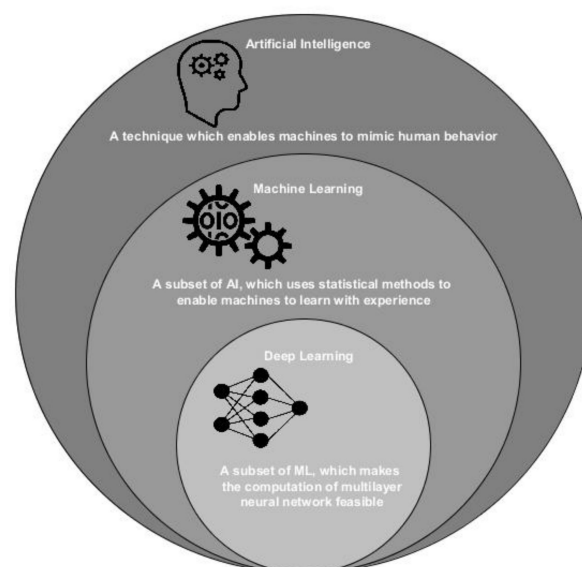 Artificial Intelligence
A technique which enables machines to mimic human behavior
Machine Learning
A subset of AI, which uses statistical methods to
enable machines to learn with experience
Deep Learning
A subset of ML, which makes
the computation of multilayer
neural network feasible